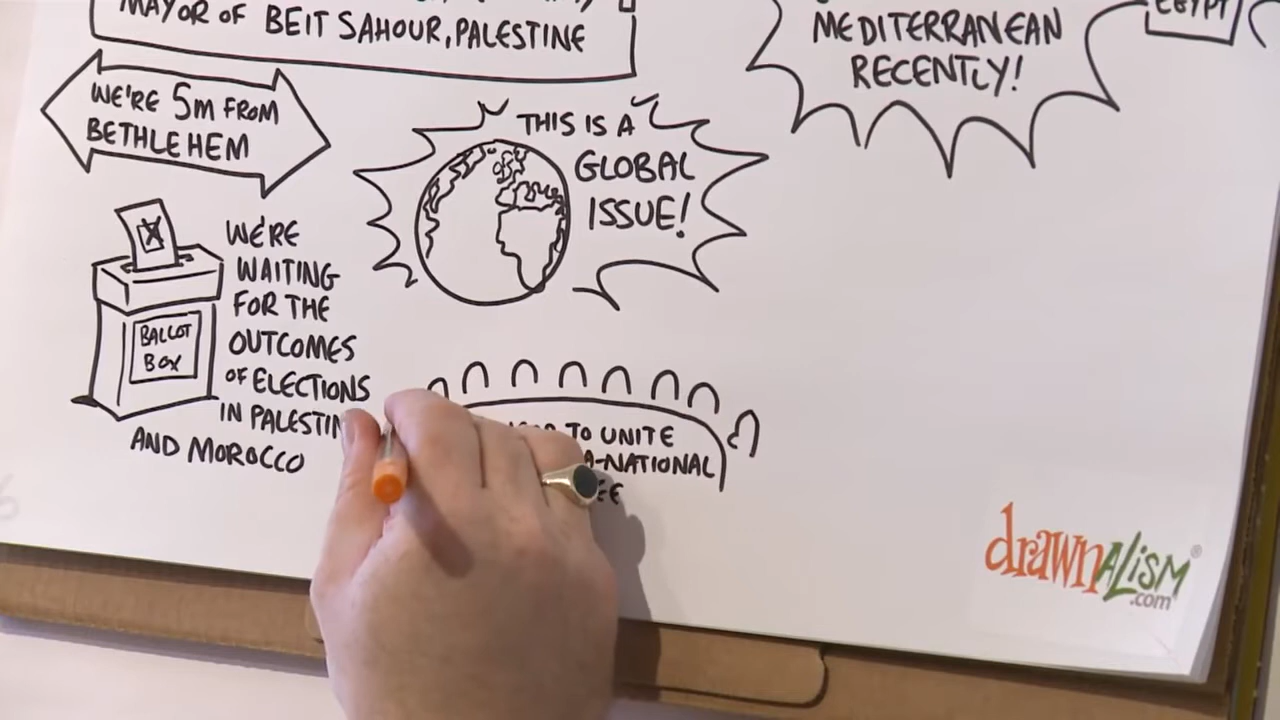 MAYOR OF BEIT SAHOUR, PALESTINE
WE'RE 5m FROM
BETHLEHEM
THIS IS A
GLOBAL
ISSUE!
MEDITERRANEAN
RECENTLY!
EGYPT
BALLOT
BOX
WE'RE
WAITING
FOR THE
OUTCOMES
OF ELECTIONS
IN PALESTIN
AND MOROCCO
TO UNITE
A-NATIONAL
drawnALiSM®
.com